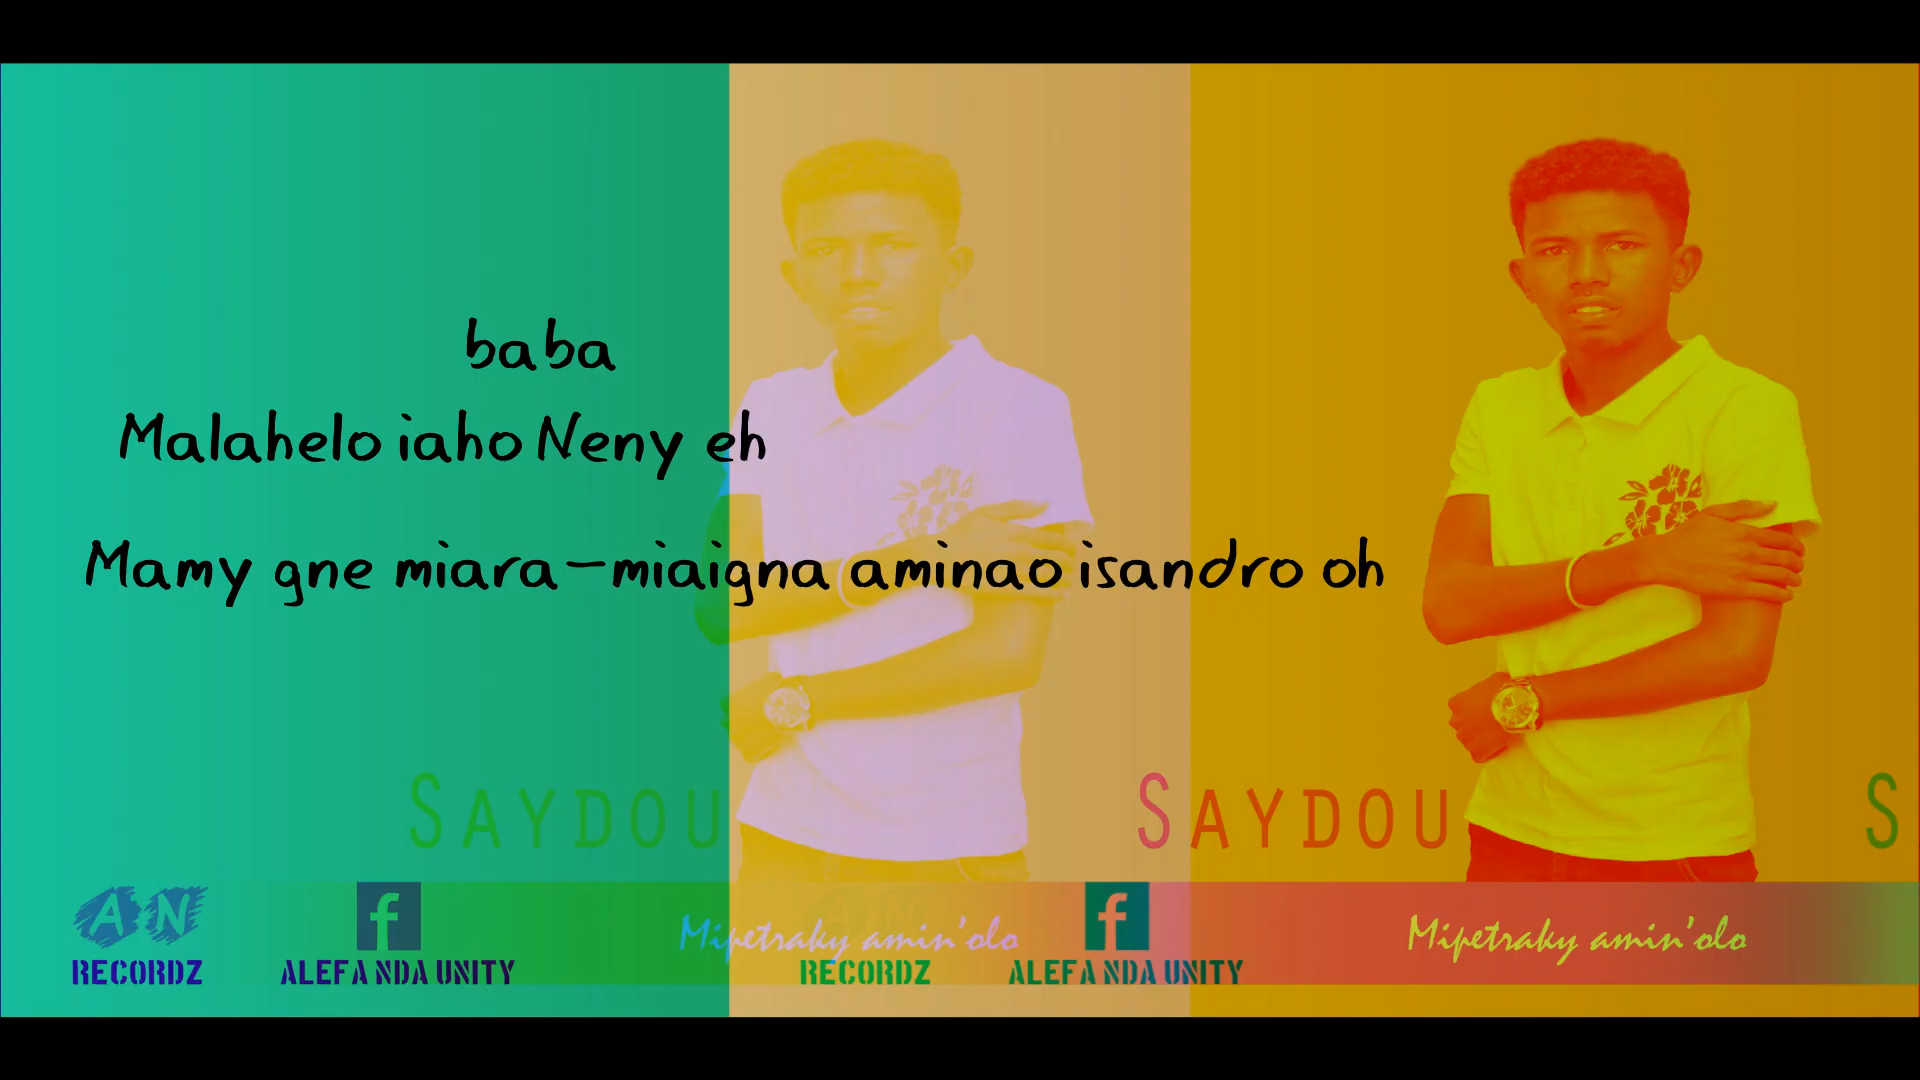 baba
Malahelo iaho Neny eh
Mamy gne miara-miaigna aminao isandro oh
SAYDOU
SAYDOU
S
AN
f
Mipetraky amin'olo
AN
f
Mipetraky amin'olo
RECORDZ
ALEFA NDA UNITY
RECORDZ
ALEFA NDA UNITY